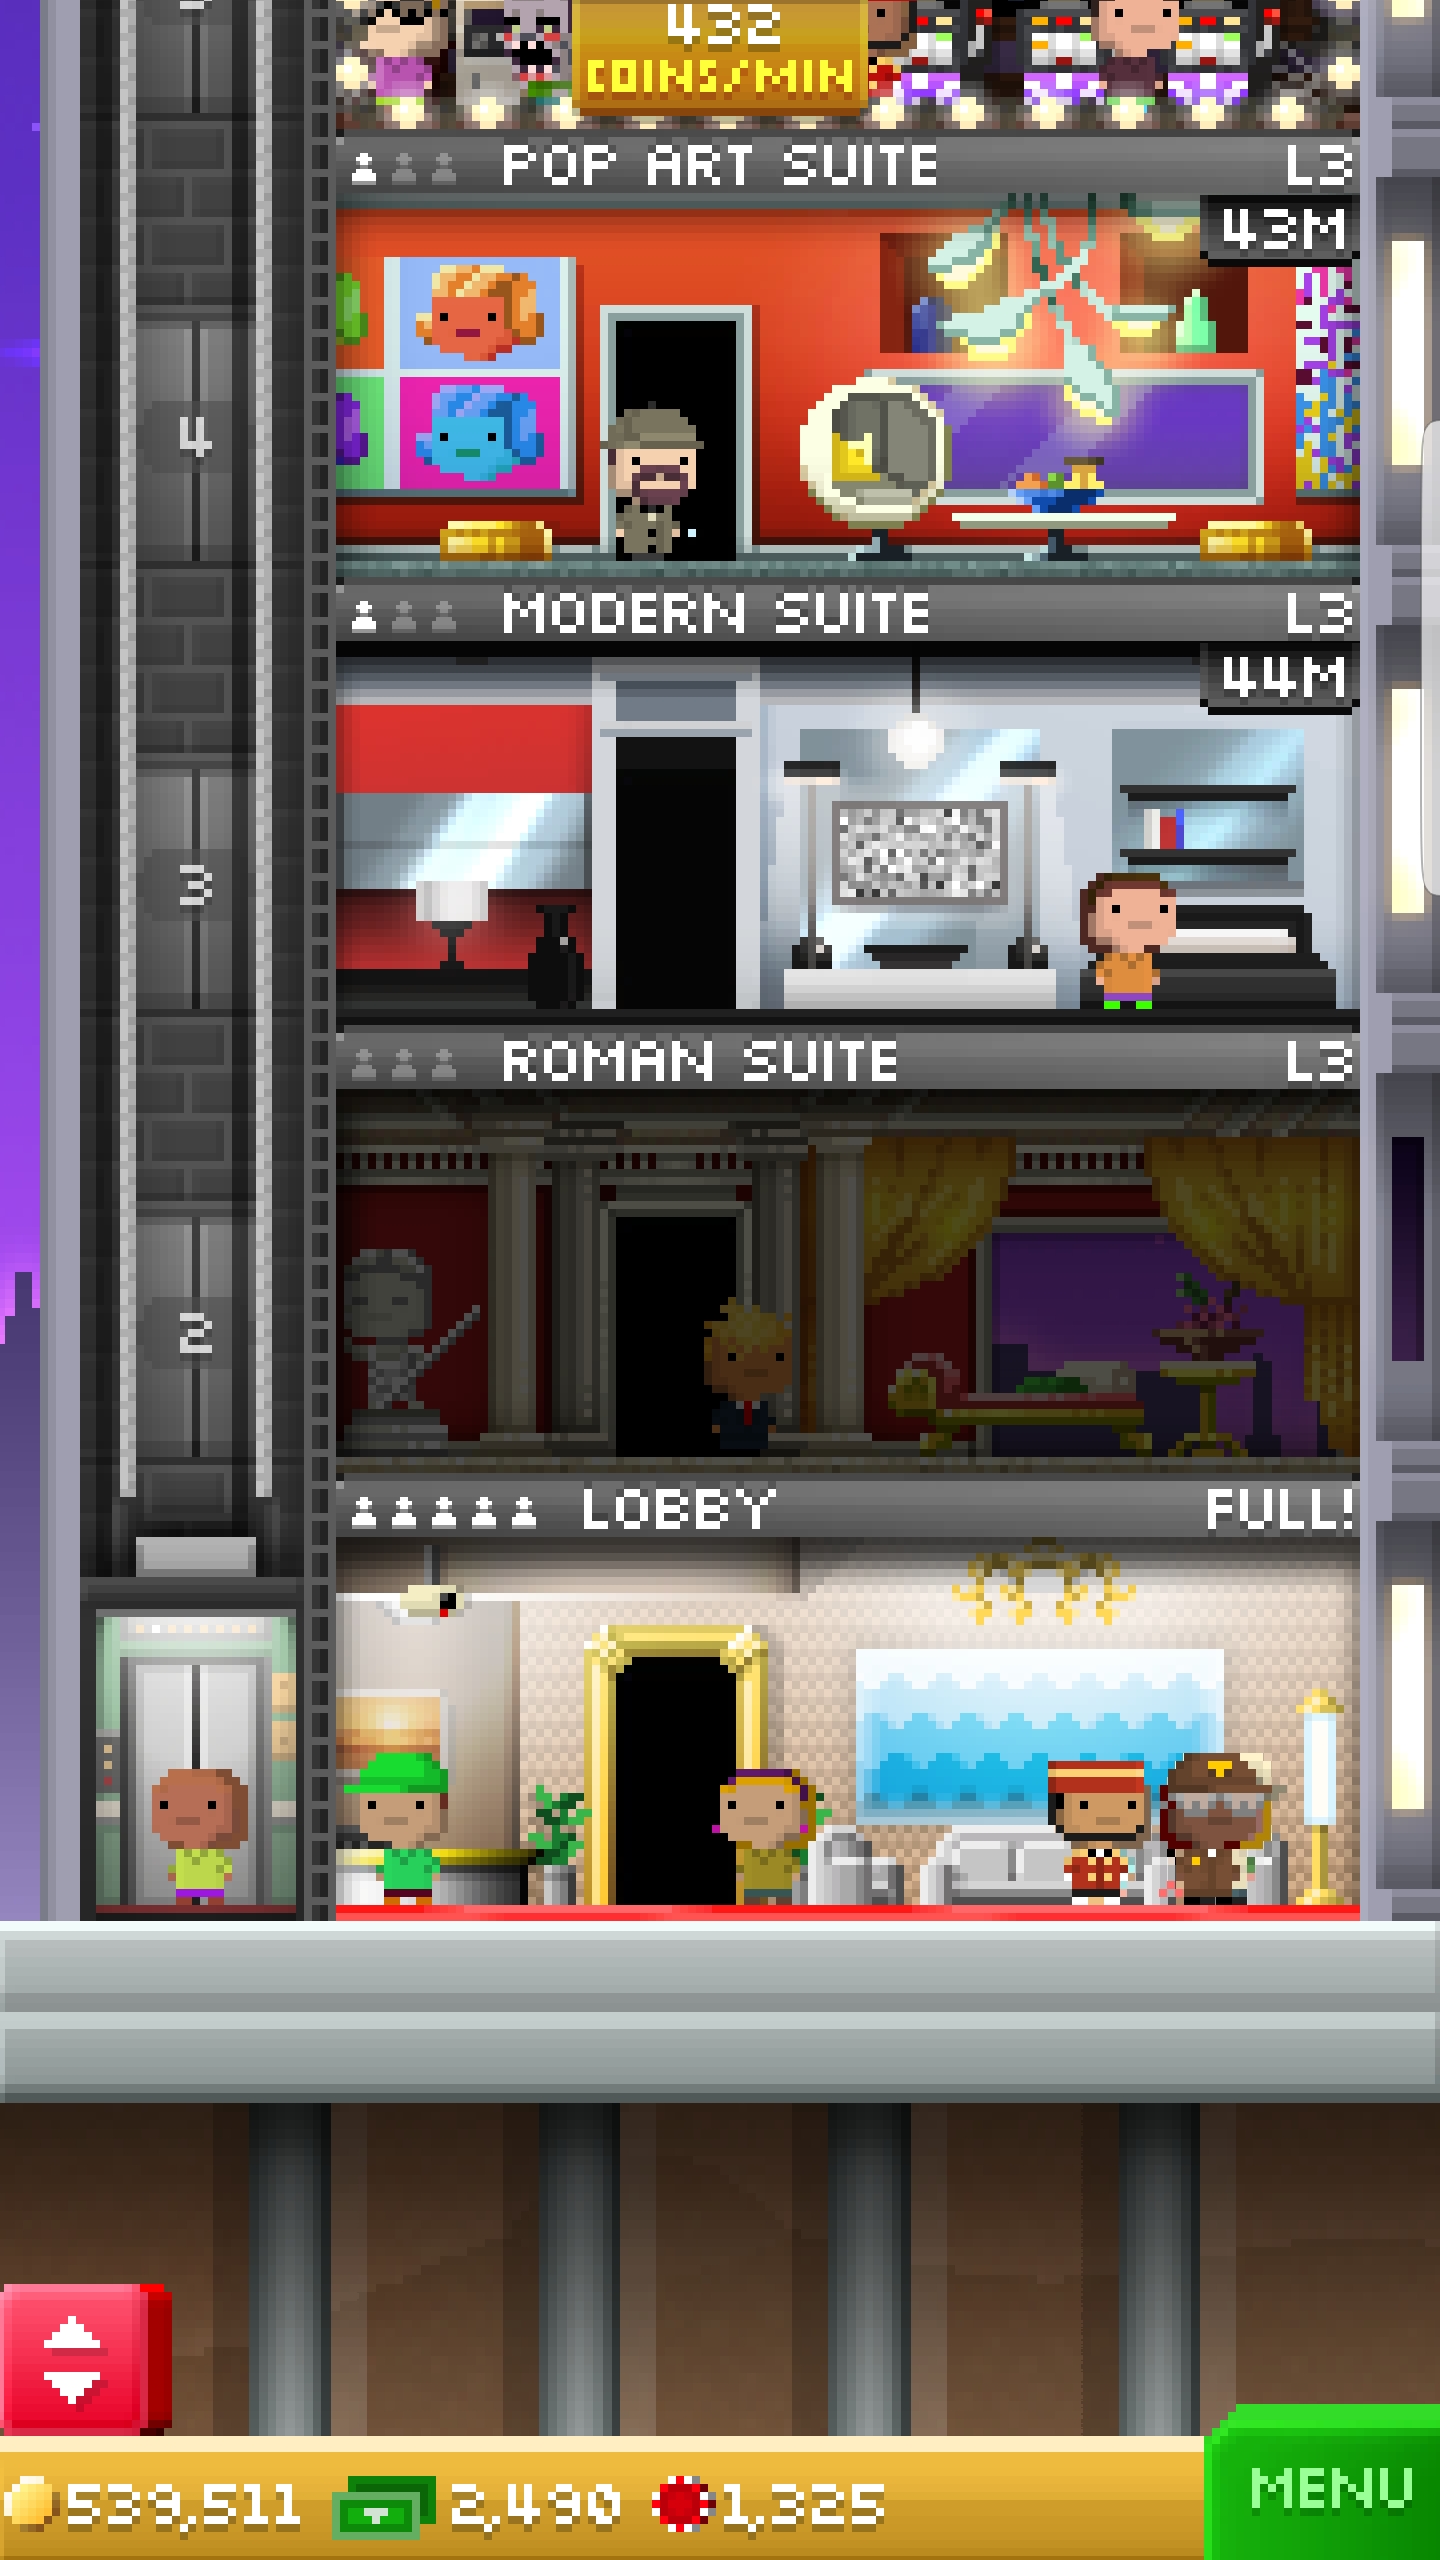 432
COINS/MIN
POP ART SUITE L3
43M
4
MODERN SUITE L3
44M
3
ROMAN SUITE L3
2
LOBBY FULL!
539,511 2,490 1,325
MENU